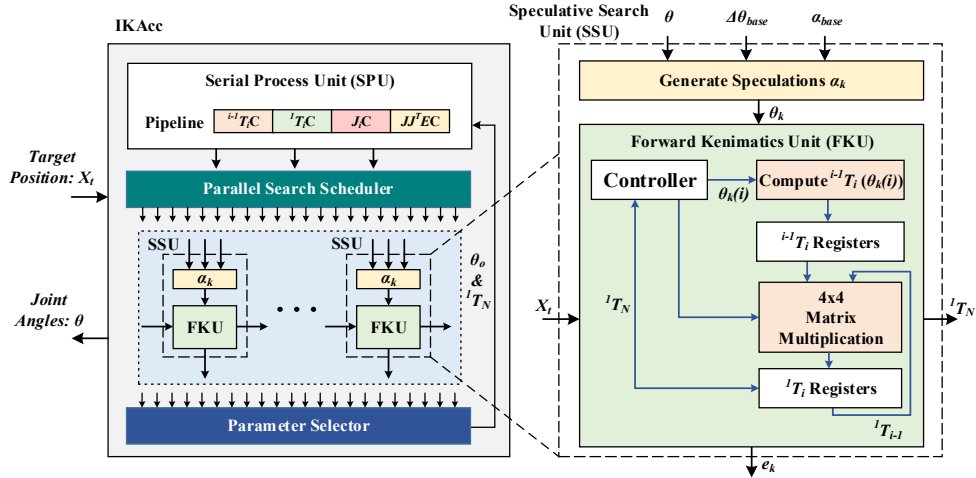 IKAcc
Serial Process Unit (SPU)
Pipeline
i-1TiC
1TiC
JiC
JJTEC
Target
Position: Xt
Parallel Search Scheduler
SSU
αk
FKU
• • •
SSU
αk
FKU
θo
&
1TN
Joint
Angles: θ
Parameter Selector
Speculative Search
Unit (SSU)
θ
Δθbase
αbase
Generate Speculations αk
θk
Forward Kenimatics Unit (FKU)
Controller
θk(i)
Compute i-1Ti (θk(i))
i-1Ti Registers
1TN
Xt
4x4
Matrix
Multiplication
1TN
1Ti Registers
1Ti-1
ek